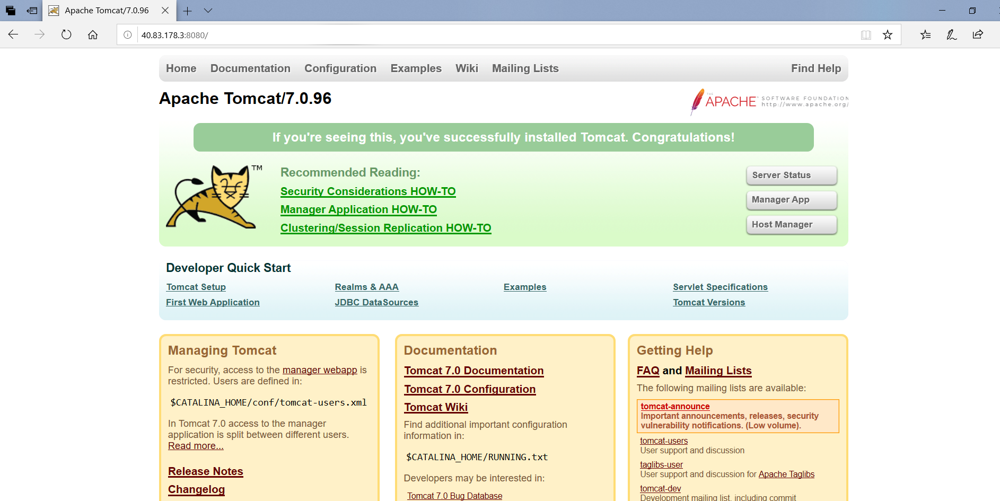 Apache Tomcat/7.0.96
40.83.178.3:8080/
Home Documentation Configuration Examples Wiki Mailing Lists Find Help
Apache Tomcat/7.0.96
THE APACHE SOFTWARE FOUNDATION
http://www.apache.org/
If you're seeing this, you've successfully installed Tomcat. Congratulations!
TM
Recommended Reading:
Security Considerations HOW-TO
Manager Application HOW-TO
Clustering/Session Replication HOW-TO
Server Status
Manager App
Host Manager
Developer Quick Start
Tomcat Setup
First Web Application
Realms & AAA
JDBC DataSources
Examples
Servlet Specifications
Tomcat Versions
Managing Tomcat
For security, access to the manager webapp is
restricted. Users are defined in:
$CATALINA_HOME/conf/tomcat-users.xml
In Tomcat 7.0 access to the manager
application is split between different users.
Read more...
Release Notes
Changelog
Documentation
Tomcat 7.0 Documentation
Tomcat 7.0 Configuration
Tomcat Wiki
Find additional important configuration
information in:
$CATALINA_HOME/RUNNING.txt
Developers may be interested in:
Tomcat 7.0 Bug Database
Getting Help
FAQ and Mailing Lists
The following mailing lists are available:
tomcat-announce
Important announcements, releases, security
vulnerability notifications. (Low volume).
tomcat-users
User support and discussion
taglibs-user
User support and discussion for Apache Taglibs
tomcat-dev
Development mailing list, including commit